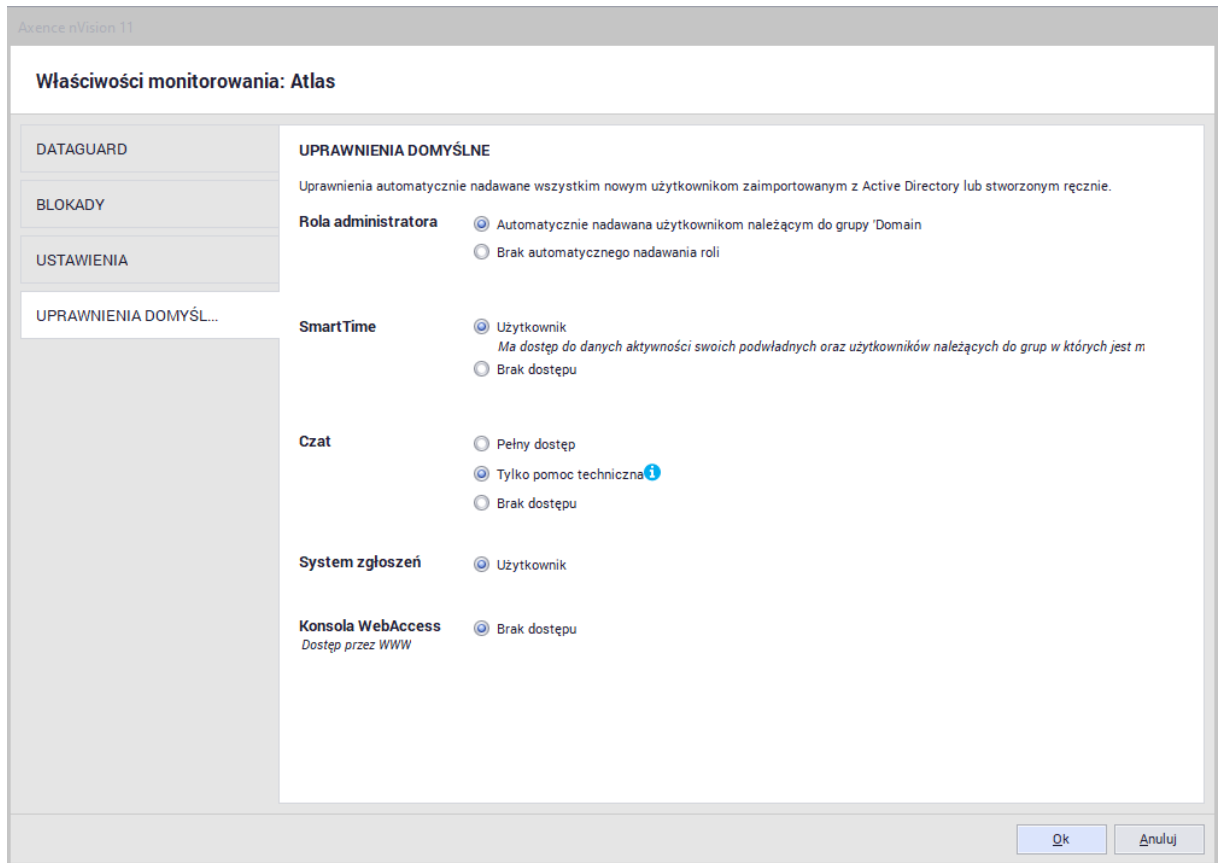 Axence nVision 11
Właściwości monitorowania: Atlas
DATAGUARD
BLOKADY
USTAWIENIA
UPRAWNIENIA DOMYŚL...
UPRAWNIENIA DOMYŚLNE
Uprawnienia automatycznie nadawane wszystkim nowym użytkownikom zaimportowanym z Active Directory lub stworzonym ręcznie.
Rola administratora
Automatycznie nadawana użytkownikom należącym do grupy 'Domain
Brak automatycznego nadawania roli
SmartTime
Użytkownik
Ma dostęp do danych aktywności swoich podwładnych oraz użytkowników należących do grup w których jest m
Brak dostępu
Czat
Pełny dostęp
Tylko pomoc techniczna
Brak dostępu
System zgłoszeń
Użytkownik
Konsola WebAccess
Dostęp przez WWW
Brak dostępu
Ok
Anuluj